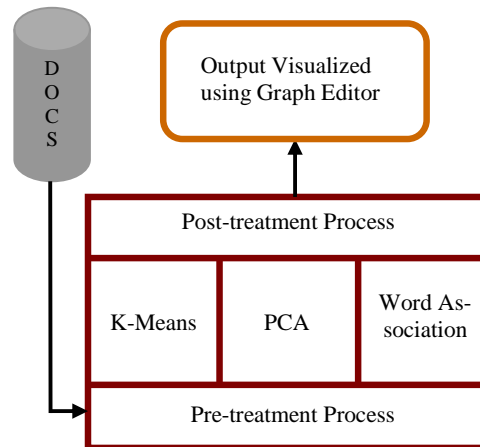 D
O
C
S
Output Visualized
using Graph Editor
Post-treatment Process
K-Means
PCA
Word As-
sociation
Pre-treatment Process